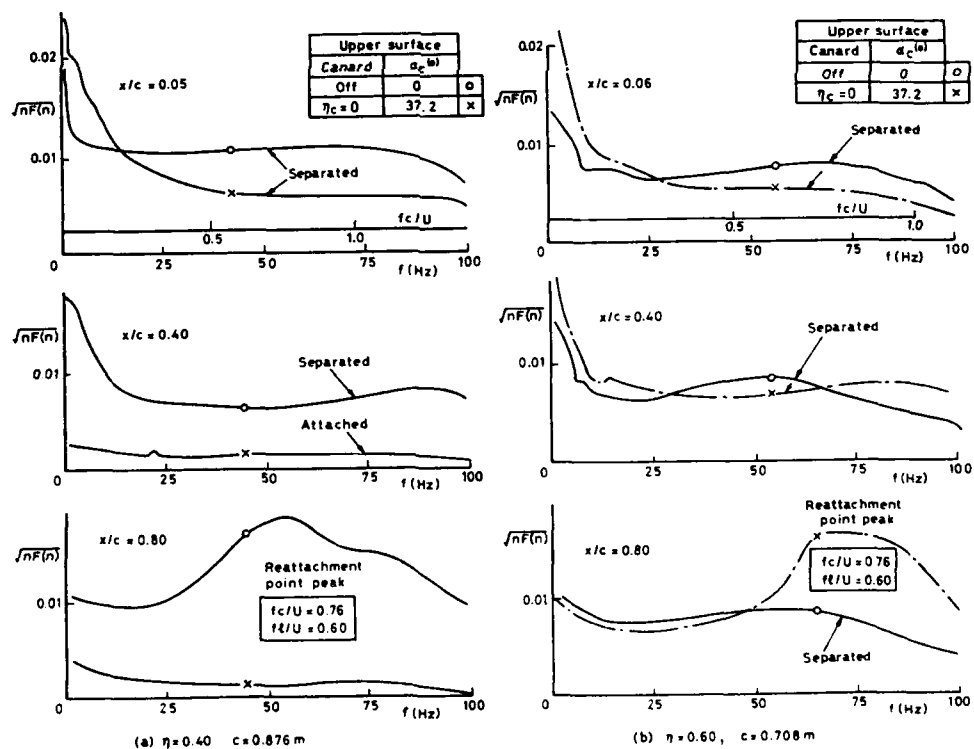 Upper surface
Canard α_c(°)
Off 0 o
η_c=0 37.2 x
0.02
√nF(n)
x/c = 0.05
0.01
Separated
fc/U
0.5 1.0
0 25 50 75 100
f(Hz)
√nF(n)
x/c = 0.40
0.01
Separated
Attached
0 25 50 75 100
f(Hz)
√nF(n)
x/c = 0.80
0.01
Reattachment
point peak
fc/U = 0.76
fℓ/U = 0.60
0 25 50 75 100
f(Hz)
(a) η = 0.40 c = 0.876 m
Upper surface
Canard α_c(°)
Off 0 o
η_c=0 37.2 x
0.02
√nF(n)
x/c = 0.06
0.01
Separated
fc/U
0.5 1.0
0 25 50 75 100
f(Hz)
√nF(n)
x/c = 0.40
0.01
Separated
0 25 50 75 100
f(Hz)
Reattachment
point peak
√nF(n)
x/c = 0.80
fc/U = 0.76
fℓ/U = 0.60
0.01
Separated
0 25 50 75 100
f(Hz)
(b) η = 0.60, c = 0.708 m